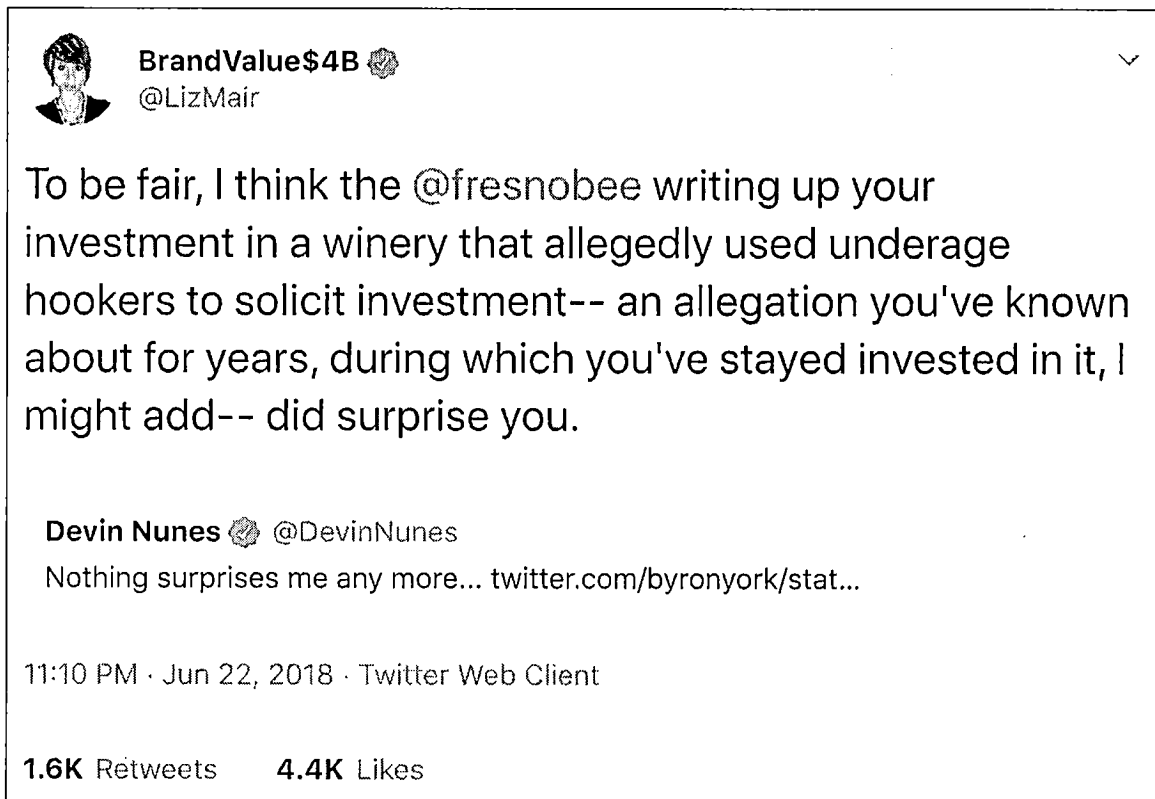 BrandValue$4B
@LizMair
To be fair, I think the @fresnobee writing up your
investment in a winery that allegedly used underage
hookers to solicit investment-- an allegation you've known
about for years, during which you've stayed invested in it, I
might add-- did surprise you.
Devin Nunes @DevinNunes
Nothing surprises me any more... twitter.com/byronyork/stat...
11:10 PM · Jun 22, 2018 · Twitter Web Client
1.6K Retweets 4.4K Likes